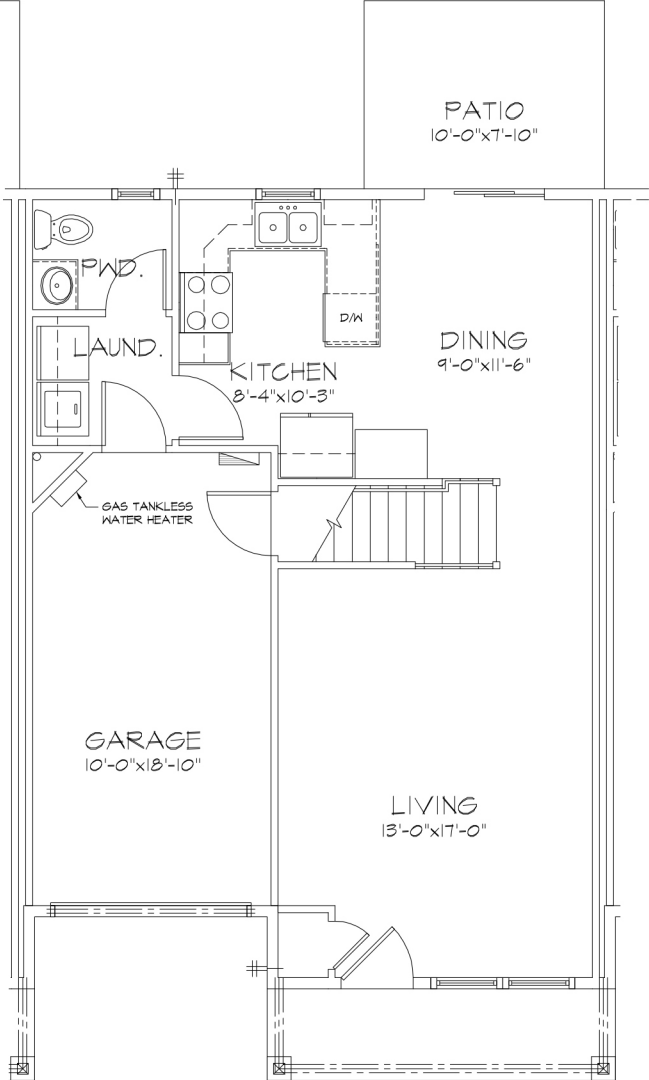 PATIO
10'-0"x7'-10"
PWD.
D/W
LAUND.
DINING
9'-0"x11'-6"
KITCHEN
8'-4"x10'-3"
GAS TANKLESS
WATER HEATER
GARAGE
10'-0"x18'-10"
LIVING
13'-0"x17'-0"